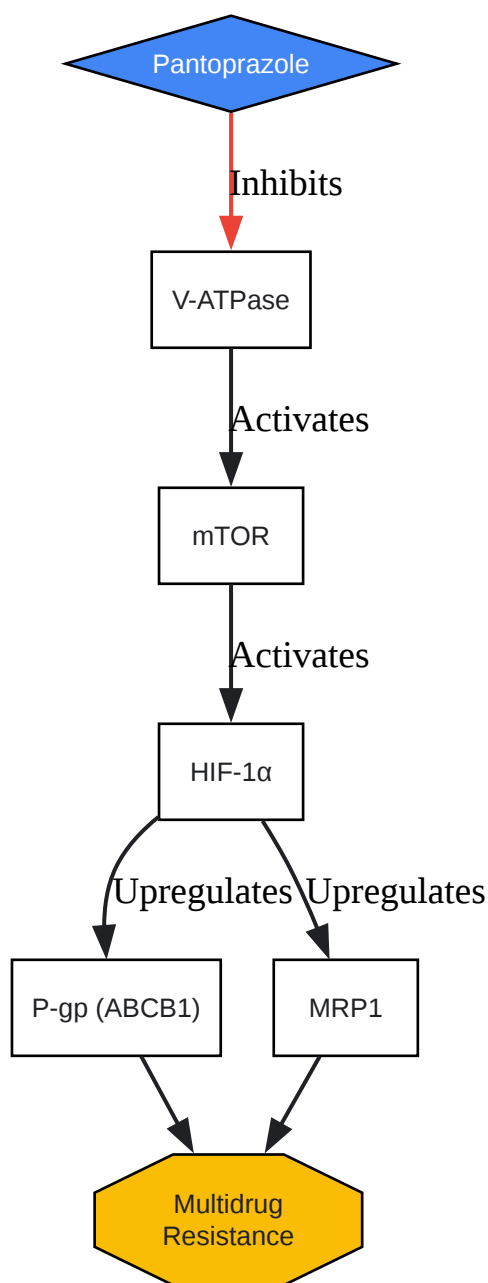 Pantoprazole
Inhibits
V-ATPase
Activates
mTOR
Activates
HIF-1α
Upregulates
Upregulates
P-gp (ABCB1)
MRP1
Multidrug
Resistance